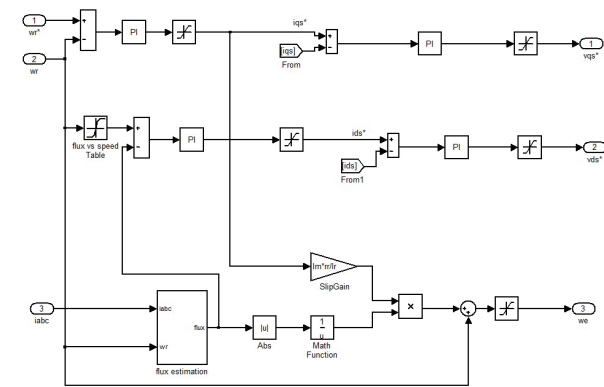 1
wr*
+
-
PI
iqs*
[iqs]
From
+
-
PI
1
vqs*
2
wr
flux vs speed
Table
+
-
PI
ids*
[ids]
From1
+
-
PI
2
vds*
lm*rr/lr
SlipGain
3
iabc
iabc
wr
flux
flux estimation
|u|
Abs
1
u
Math
Function
×
+
+
3
we